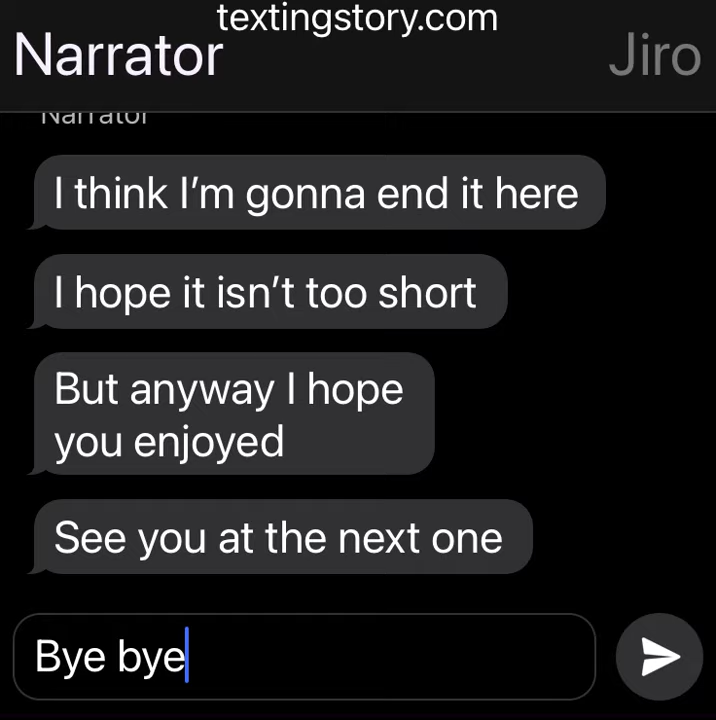 textingstory.com
Narrator
Jiro
Narrator
I think I’m gonna end it here
I hope it isn’t too short
But anyway I hope
you enjoyed
See you at the next one
Bye bye